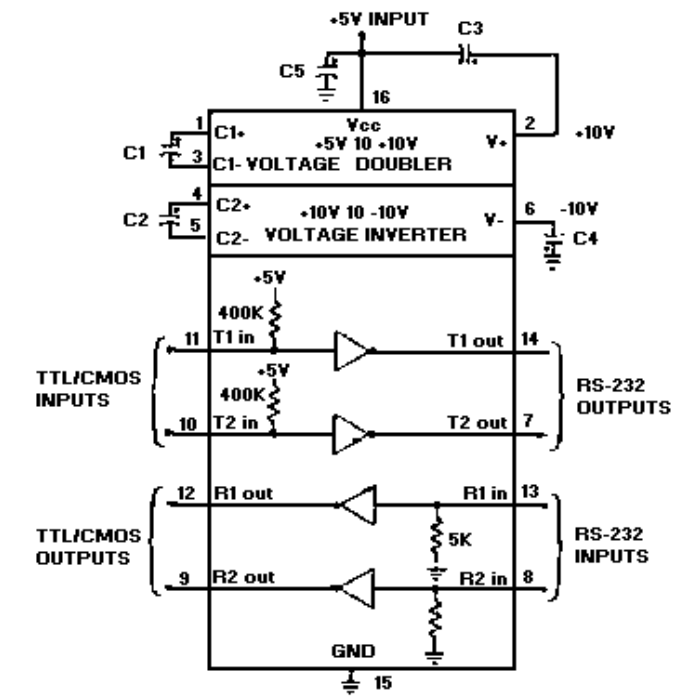 +5V INPUT
C3
C5
16
1
C1+
Vcc
+5V 10 +10V
V+
2
+10V
C1
3
C1- VOLTAGE DOUBLER
4
C2+
+10V 10 -10V
V-
6
-10V
C2
5
C2-
VOLTAGE INVERTER
C4
+5V
400K
11
T1 in
T1 out
14
+5V
TTL/CMOS
INPUTS
400K
RS-232
OUTPUTS
10
T2 in
T2 out
7
12
R1 out
R1 in
13
TTL/CMOS
OUTPUTS
5K
RS-232
INPUTS
9
R2 out
R2 in
8
GND
15